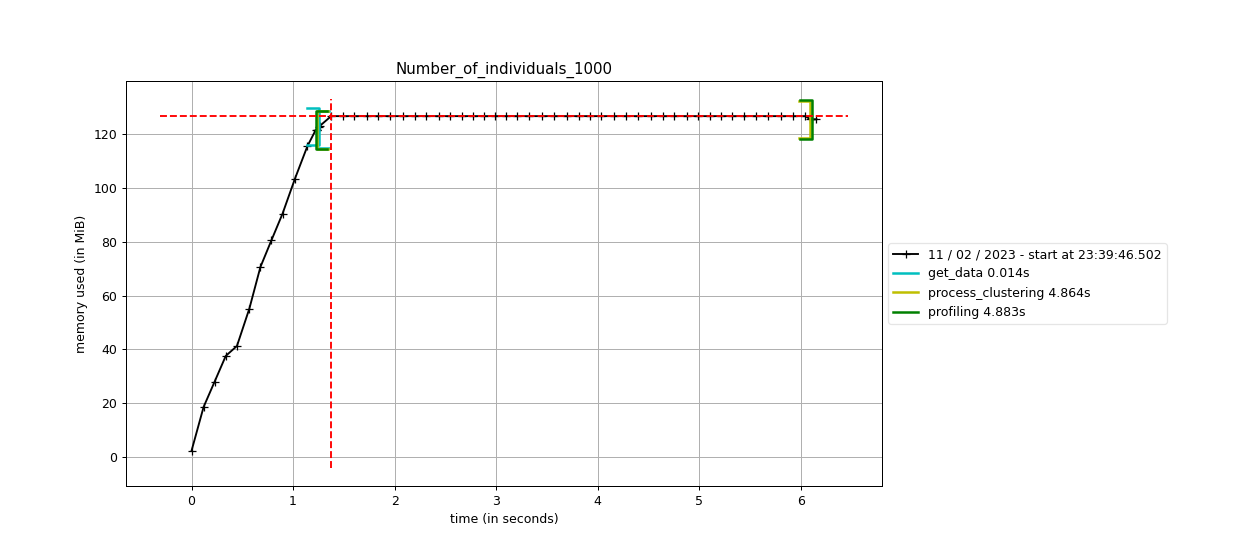 Number_of_individuals_1000
memory used (in MiB)
120
100
80
60
40
20
0
0 1 2 3 4 5 6
time (in seconds)
11 / 02 / 2023 - start at 23:39:46.502
get_data 0.014s
process_clustering 4.864s
profiling 4.883s